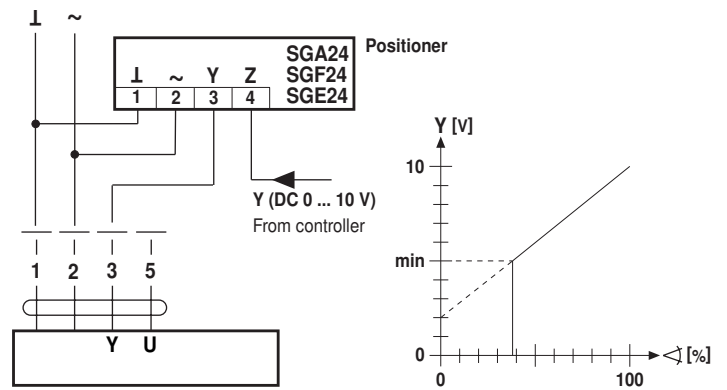 ⊥ ~
Positioner
SGA24
SGF24
SGE24
⊥ ~ Y Z
1 2 3 4
Y (DC 0 ... 10 V)
From controller
1 2 3 5
Y U
Y [V]
10
min
0
0 100
[%]